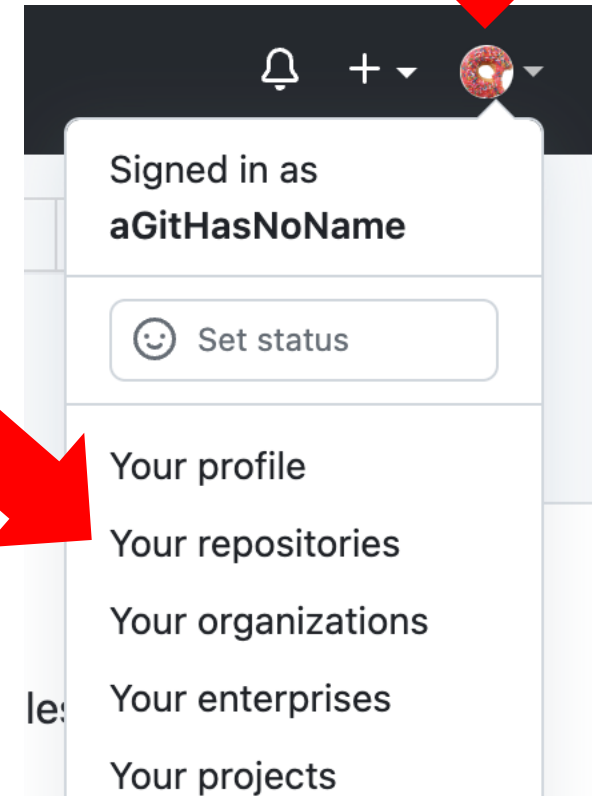 Signed in as
aGitHasNoName
Set status
Your profile
Your repositories
Your organizations
Your enterprises
Your projects